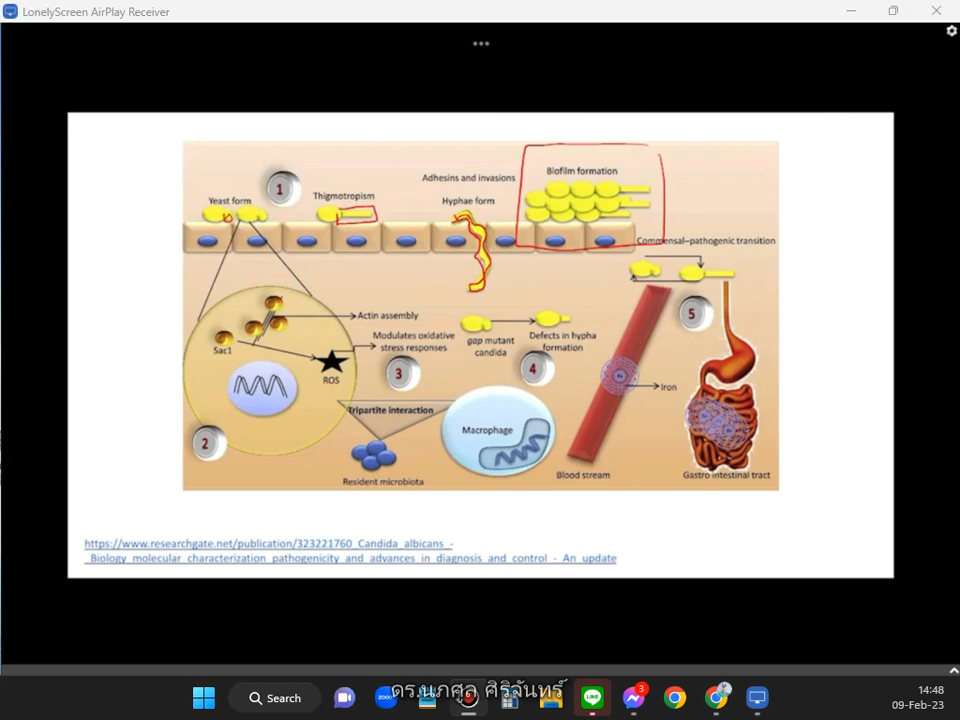 LonelyScreen AirPlay Receiver
1
Yeast form
Thigmotropism
Adhesins and invasions
Hyphae form
Biofilm formation
Commensal–pathogenic transition
Actin assembly
Sac1
ROS
Modulates oxidative
stress responses
3
gap mutant
candida
Defects in hypha
formation
4
5
Iron
2
Tripartite interaction
Resident microbiota
Macrophage
Blood stream
Gastro intestinal tract
https://www.researchgate.net/publication/323221760_Candida_albicans_-
_Biology_molecular_characterization_pathogenicity_and_advances_in_diagnosis_and_control_-_An_update
Search
zoom
LINE
3
ดร.นภศูล ศิริจันทร์
14:48
09-Feb-23